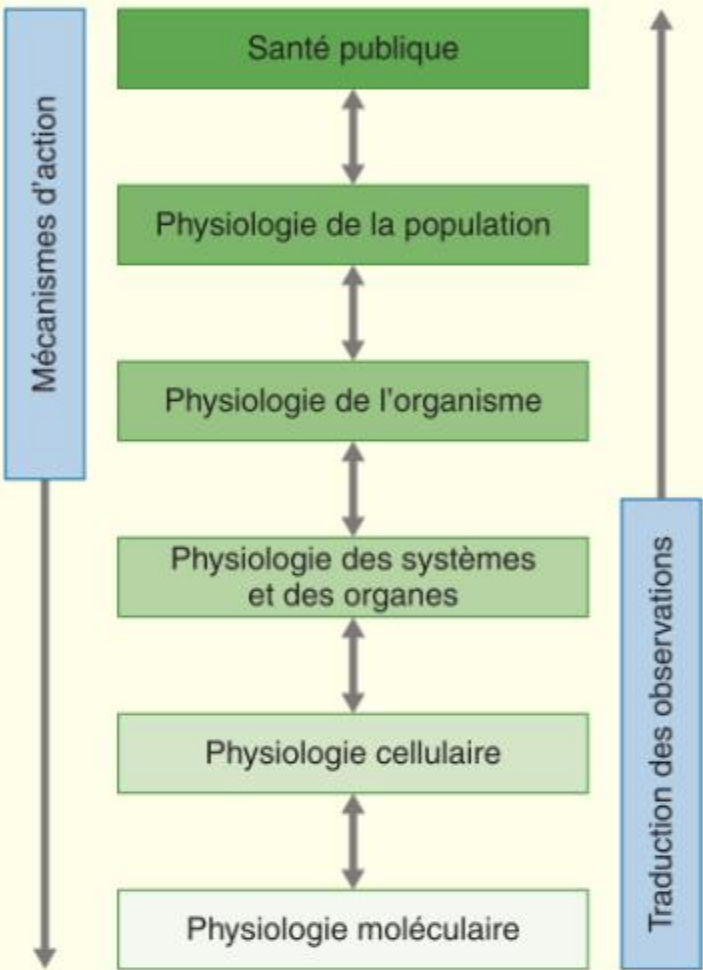 Santé publique
Mécanismes d'action
Physiologie de la population
Physiologie de l'organisme
Physiologie des systèmes
et des organes
Physiologie cellulaire
Traduction des observations
Physiologie moléculaire